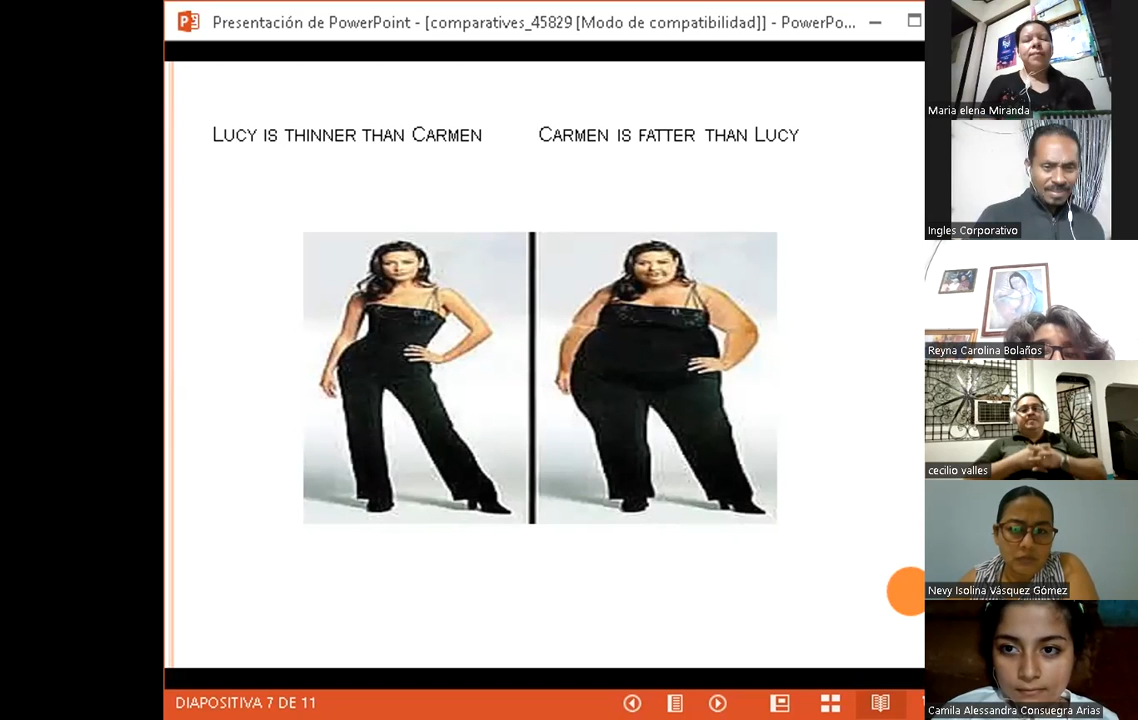 Presentación de PowerPoint - [comparatives_45829 [Modo de compatibilidad]] - PowerPo...
Lucy is thinner than Carmen
Carmen is fatter than Lucy
DIAPOSITIVA 7 DE 11
Maria elena Miranda
Ingles Corporativo
Reyna Carolina Bolaños
cecilio valles
Nevy Isolina Vásquez Gómez
Camila Alessandra Consuegra Arias